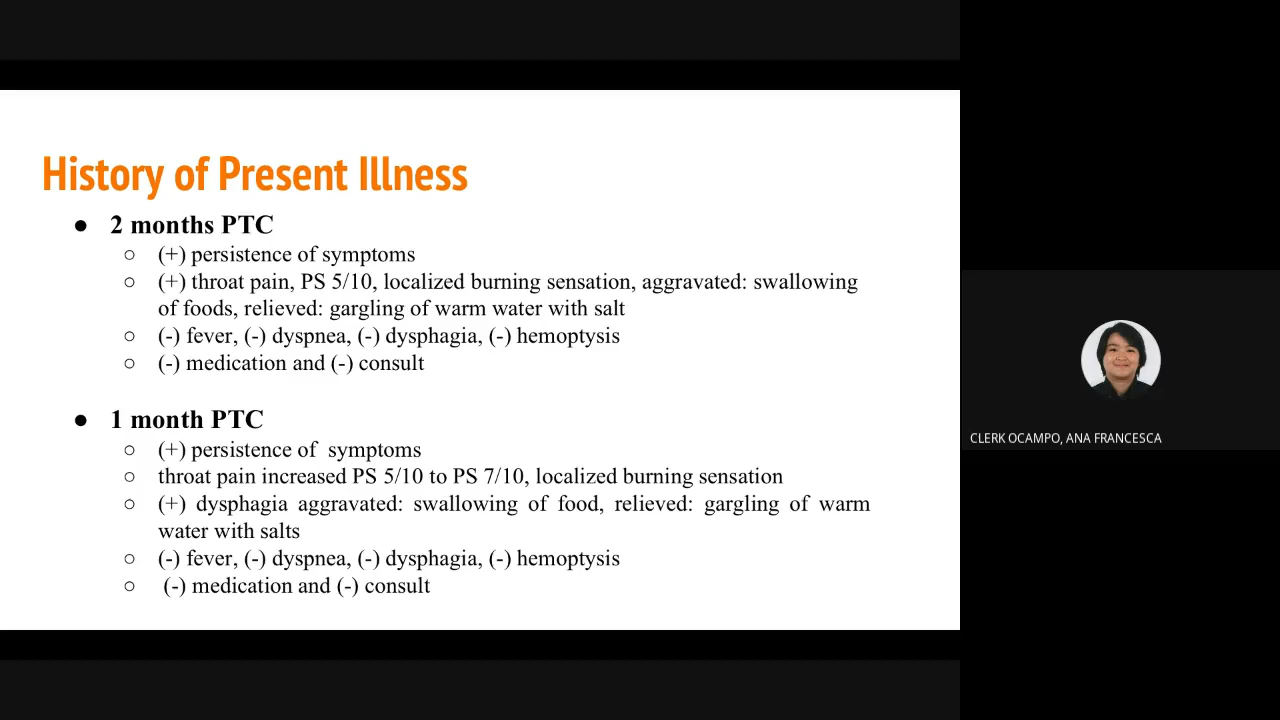 History of Present Illness
● 2 months PTC
○ (+) persistence of symptoms
○ (+) throat pain, PS 5/10, localized burning sensation, aggravated: swallowing
of foods, relieved: gargling of warm water with salt
○ (-) fever, (-) dyspnea, (-) dysphagia, (-) hemoptysis
○ (-) medication and (-) consult
● 1 month PTC
○ (+) persistence of  symptoms
○ throat pain increased PS 5/10 to PS 7/10, localized burning sensation
○ (+) dysphagia aggravated: swallowing of food, relieved: gargling of warm
water with salts
○ (-) fever, (-) dyspnea, (-) dysphagia, (-) hemoptysis
○ (-) medication and (-) consult
CLERK OCAMPO, ANA FRANCESCA